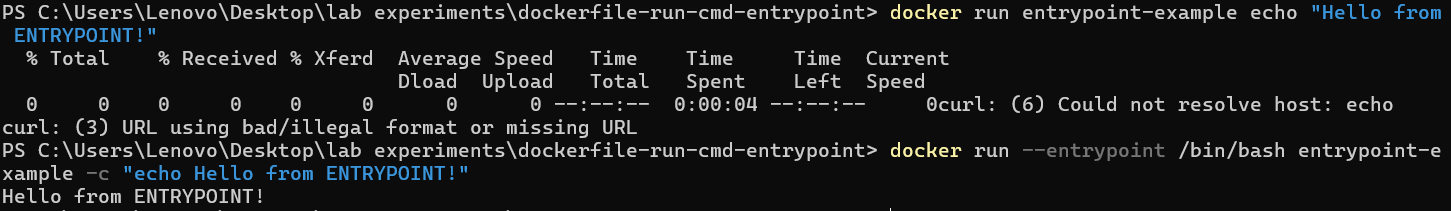 PS C:\Users\Lenovo\Desktop\lab experiments\dockerfile-run-cmd-entrypoint> docker run entrypoint-example echo "Hello from
 ENTRYPOINT!"
  % Total    % Received % Xferd  Average Speed   Time    Time     Time  Current
                                 Dload  Upload   Total   Spent    Left  Speed
  0     0    0     0    0     0      0      0 --:--:--  0:00:04 --:--:--     0curl: (6) Could not resolve host: echo
curl: (3) URL using bad/illegal format or missing URL
PS C:\Users\Lenovo\Desktop\lab experiments\dockerfile-run-cmd-entrypoint> docker run --entrypoint /bin/bash entrypoint-e
xample -c "echo Hello from ENTRYPOINT!"
Hello from ENTRYPOINT!